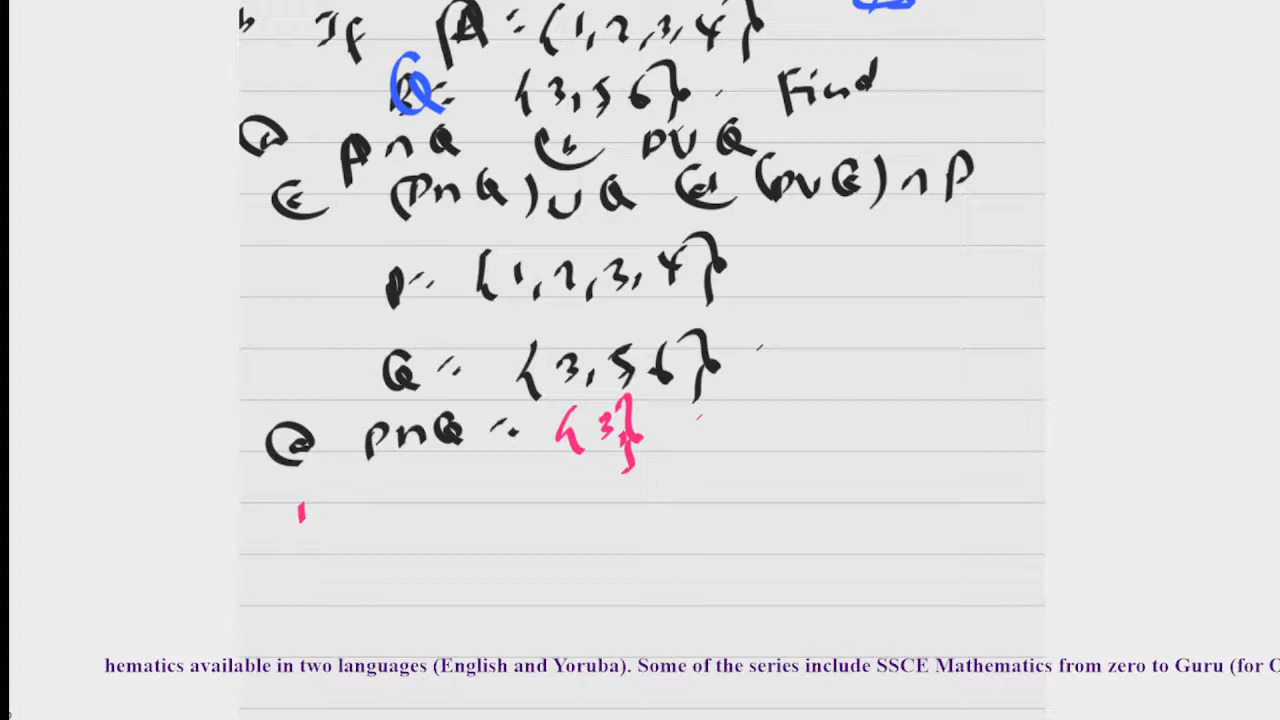 b If P = {1, 2, 3, 4}
Q = {3, 5 6}. Find
(a) P ∩ Q (b) P ∪ Q
(c) (P ∩ Q) ∪ Q (d) (P ∪ Q) ∩ P
P = {1, 2, 3, 4}
Q = {3, 5 6}
(a) P ∩ Q = {3}
hematics available in two languages (English and Yoruba). Some of the series include SSCE Mathematics from zero to Guru (for C